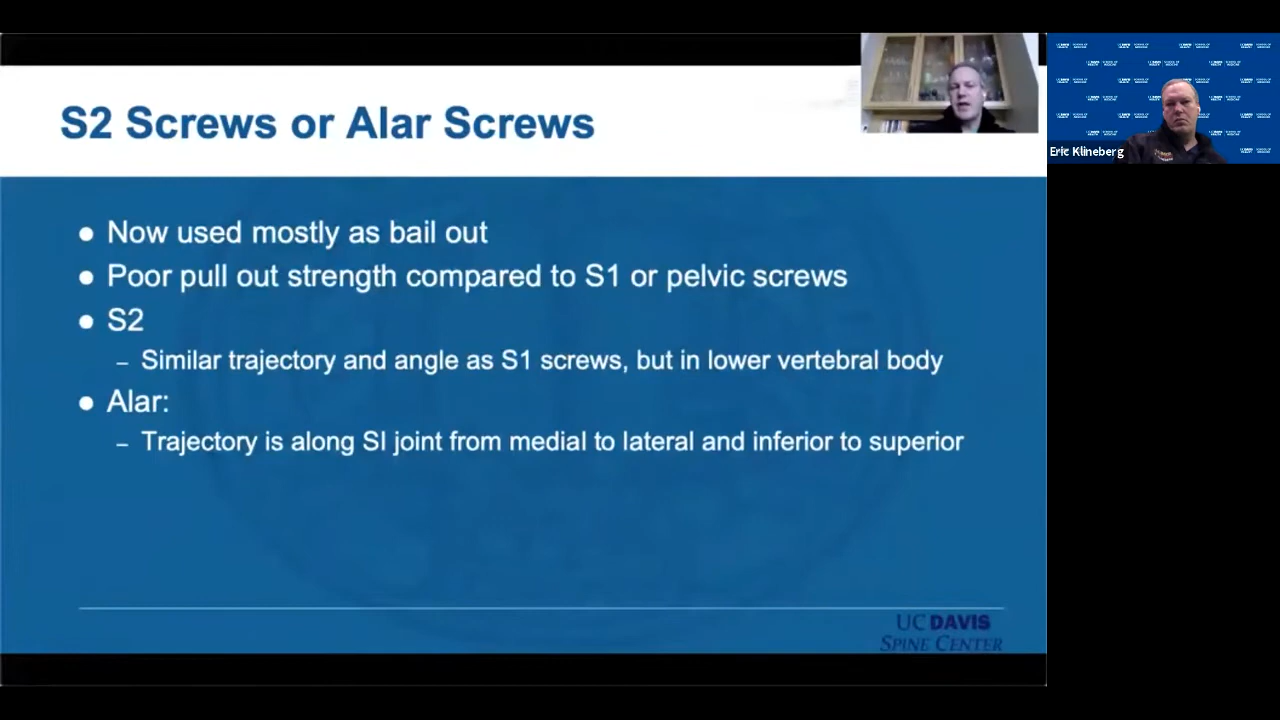 S2 Screws or Alar Screws
Eric Klineberg
● Now used mostly as bail out
● Poor pull out strength compared to S1 or pelvic screws
● S2
– Similar trajectory and angle as S1 screws, but in lower vertebral body
● Alar:
– Trajectory is along SI joint from medial to lateral and inferior to superior
UC DAVIS
SPINE CENTER